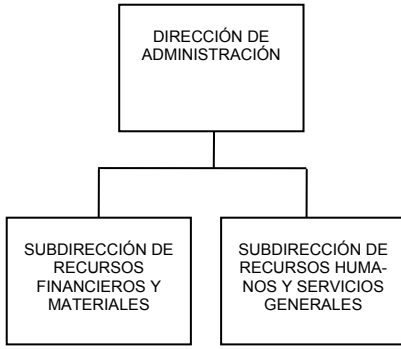 DIRECCIÓN DE
ADMINISTRACIÓN
SUBDIRECCIÓN DE
RECURSOS
FINANCIEROS Y
MATERIALES
SUBDIRECCIÓN DE
RECURSOS HUMA-
NOS Y SERVICIOS
GENERALES